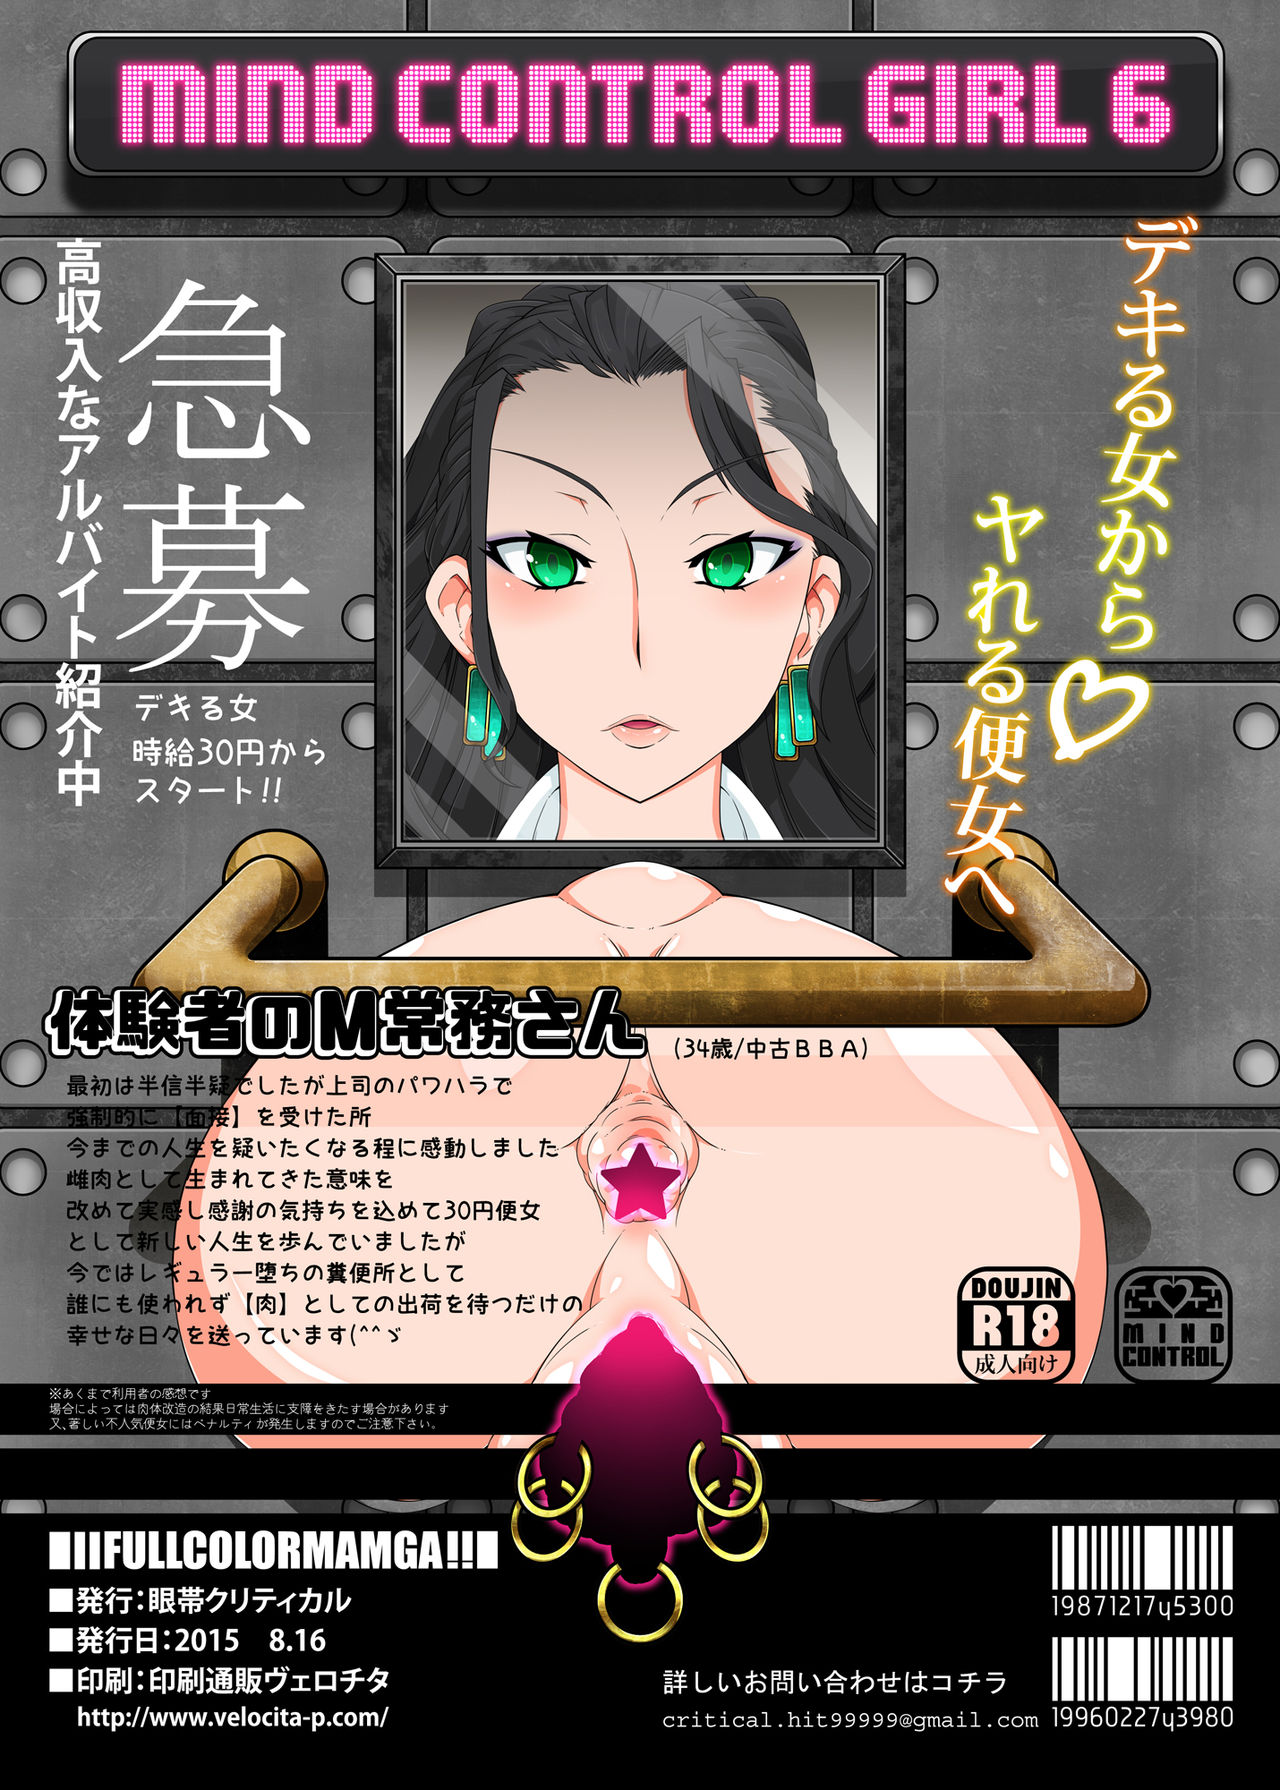 MIND CONTROL GIRL 6
デキる女から
ヤれる便女へ
急募
高収入なアルバイト紹介中
デキる女
時給30円から
スタート!!
体験者のM常務さん
(34歳/中古BBA)
最初は半信半疑でしたが上司のパワハラで
強制的に【面接】を受けた所
今までの人生を疑いたくなる程に感動しました
雌肉として生まれてきた意味を
改めて実感し感謝の気持ちを込めて30円便女
として新しい人生を歩んでいましたが
今ではレギュラー堕ちの糞便所として
誰にも使われず【肉】としての出荷を待つだけの
幸せな日々を送っています(^^ゞ
DOUJIN
R18
成人向け
MIND
CONTROL
※あくまで利用者の感想です
場合によっては肉体改造の結果日常生活に支障をきたす場合があります
又、著しい不人気便女にはペナルティが発生しますのでご注意下さい。
■IIFULLCOLORMAMGA!!■
■発行:眼帯クリティカル
■発行日:2015 8.16
■印刷:印刷通販ヴェロチタ
http://www.velocita-p.com/
詳しいお問い合わせはコチラ
critical.hit99999@gmail.com
19871217y5300
19960227y3980